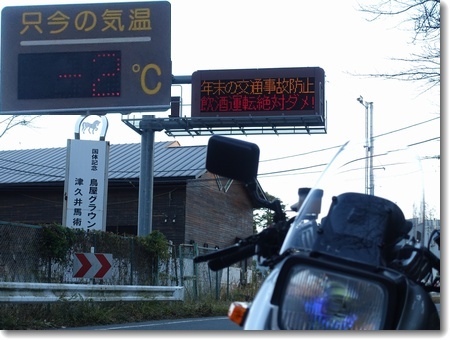 只今の気温
-2℃
年末の交通事故防止
飲酒運転絶対ダメ!
国体記念
鳥屋グラウン
津久井馬術